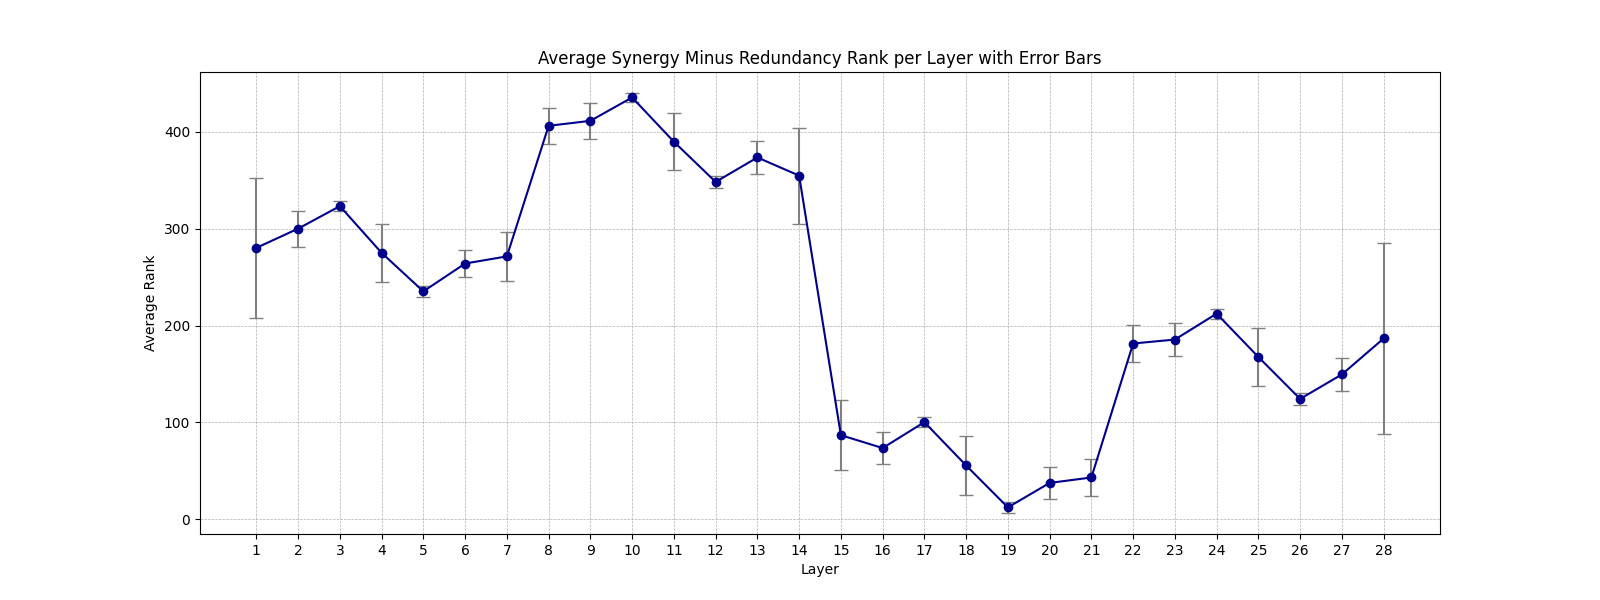 Average Synergy Minus Redundancy Rank per Layer with Error Bars
Average Rank
400
300
200
100
0
1 2 3 4 5 6 7 8 9 10 11 12 13 14 15 16 17 18 19 20 21 22 23 24 25 26 27 28
Layer